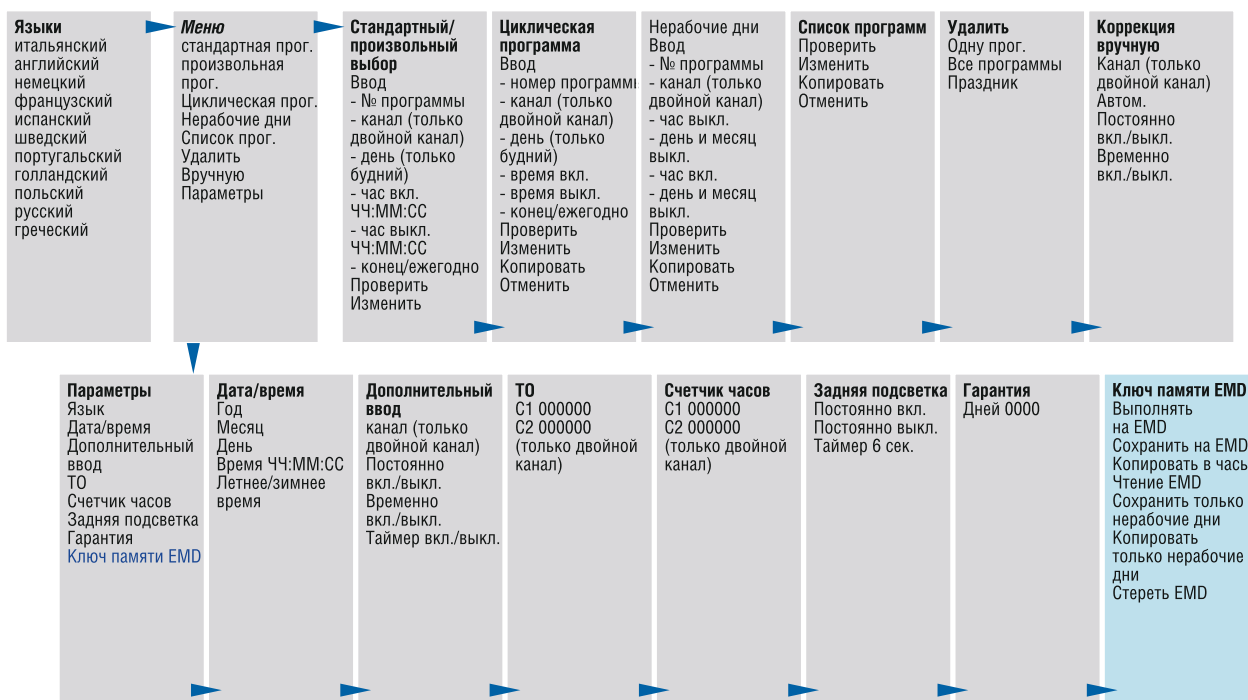 Языки
итальянский
английский
немецкий
французский
испанский
шведский
португальский
голландский
польский
русский
греческий
Меню
стандартная прог.
произвольная
прог.
Циклическая прог.
Нерабочие дни
Список прог.
Удалить
Вручную
Параметры
Стандартный/
произвольный
выбор
Ввод
- № программы
- канал (только
двойной канал)
- день (только
будний)
- час вкл.
ЧЧ:ММ:СС
- час выкл.
ЧЧ:ММ:СС
- конец/ежегодно
Проверить
Изменить
Циклическая
программа
Ввод
- номер программы
- канал (только
двойной канал)
- день (только
будний)
- время вкл.
- время выкл.
- конец/ежегодно
Проверить
Изменить
Копировать
Отменить
Нерабочие дни
Ввод
- № программы
- канал (только
двойной канал)
- час выкл.
- день и месяц
выкл.
- час вкл.
- день и месяц
выкл.
Проверить
Изменить
Копировать
Отменить
Список программ
Проверить
Изменить
Копировать
Отменить
Удалить
Одну прог.
Все программы
Праздник
Коррекция
вручную
Канал (только
двойной канал)
Автом.
Постоянно
вкл./выкл.
Временно
вкл./выкл.
Параметры
Язык
Дата/время
Дополнительный
ввод
ТО
Счетчик часов
Задняя подсветка
Гарантия
Ключ памяти EMD
Дата/время
Год
Месяц
День
Время ЧЧ:ММ:СС
Летнее/зимнее
время
Дополнительный
ввод
канал (только
двойной канал)
Постоянно
вкл./выкл.
Временно
вкл./выкл.
Таймер вкл./выкл.
ТО
С1 000000
С2 000000
(только двойной
канал)
Счетчик часов
С1 000000
С2 000000
(только двойной
канал)
Задняя подсветка
Постоянно вкл.
Постоянно выкл.
Таймер 6 сек.
Гарантия
Дней 0000
Ключ памяти EMD
Выполнять
на EMD
Сохранить на EMD
Копировать в часы
Чтение EMD
Сохранить только
нерабочие дни
Копировать
только нерабочие
дни
Стереть EMD